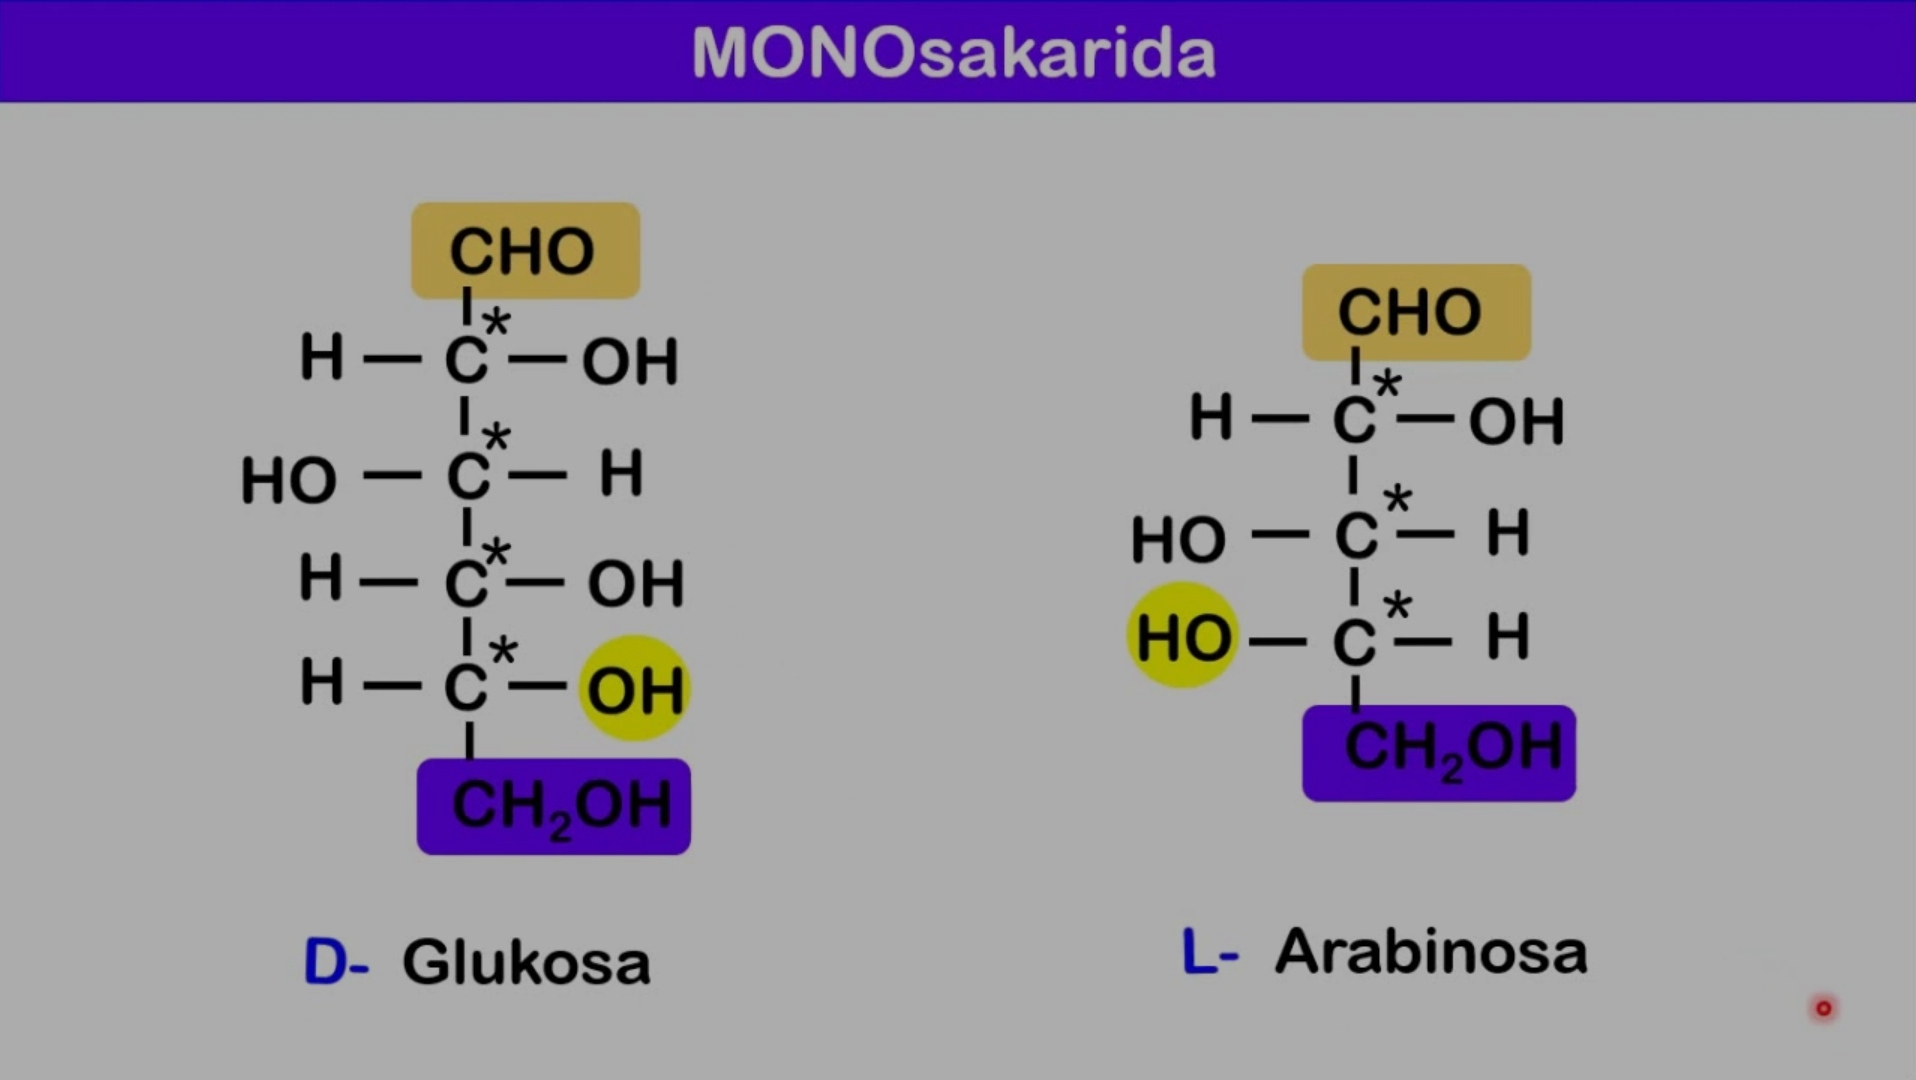 MONOsakarida
CHO
H — C* — OH
HO — C* — H
H — C* — OH
H — C* — OH
CH₂OH
D- Glukosa
CHO
H — C* — OH
HO — C* — H
HO — C* — H
CH₂OH
L- Arabinosa